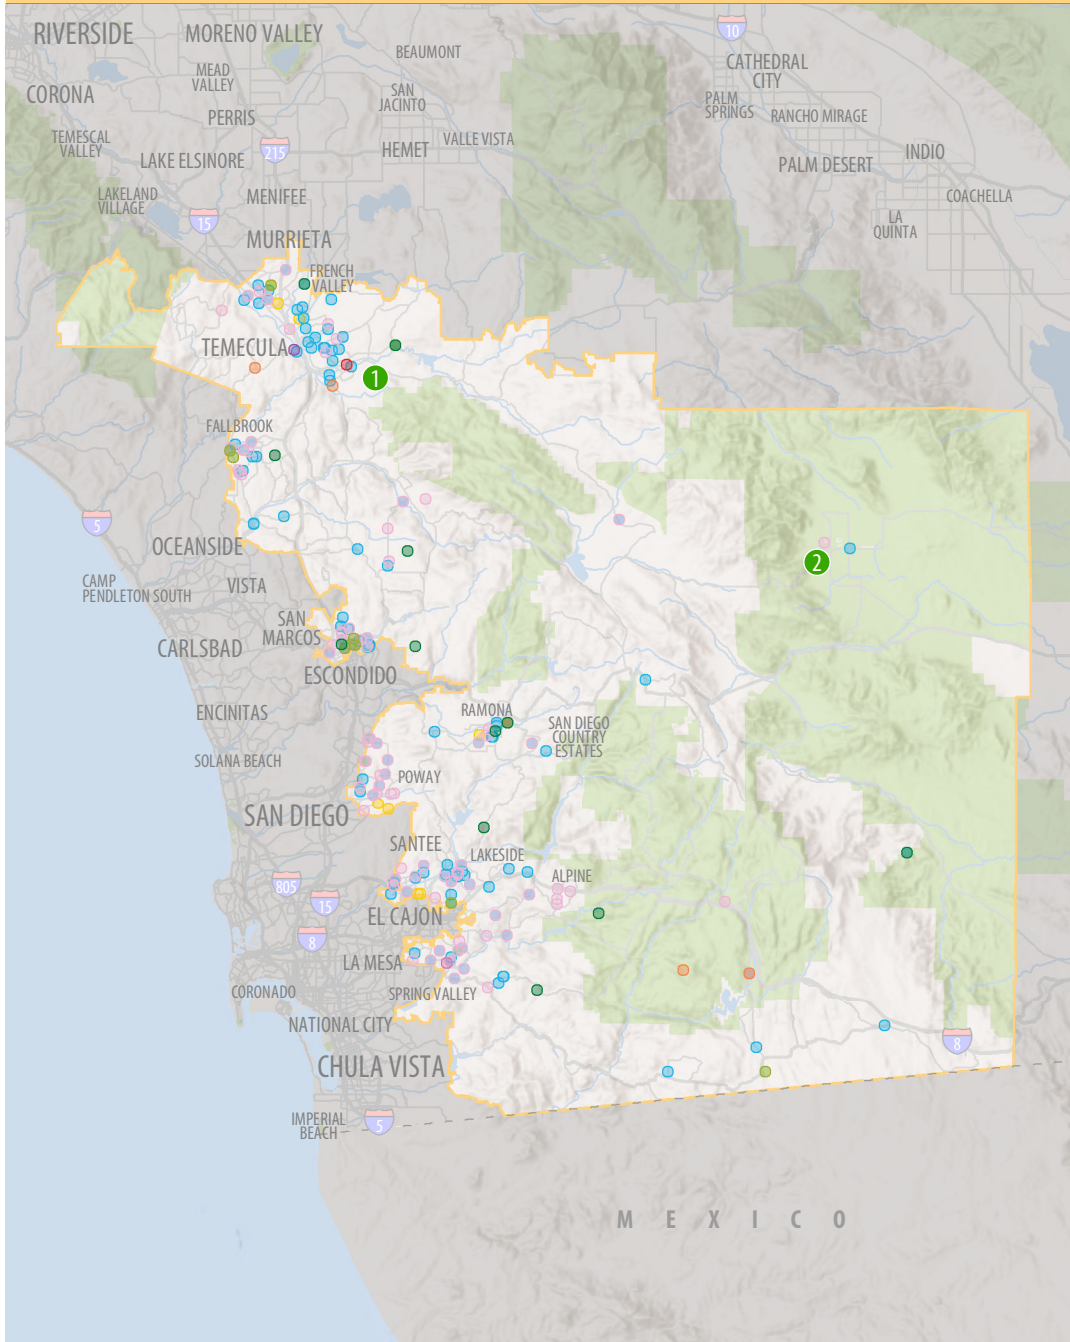 RIVERSIDE
MORENO VALLEY
10
BEAUMONT
CATHEDRAL
CITY
MEAD
VALLEY
SAN
JACINTO
CORONA
PALM
SPRINGS
RANCHO MIRAGE
PERRIS
TEMESCAL
VALLEY
VALLE VISTA
LAKE ELSINORE
215
HEMET
INDIO
PALM DESERT
LAKELAND
VILLAGE
MENIFEE
COACHELLA
15
LA
QUINTA
MURRIETA
FRENCH
VALLEY
TEMECULA
1
FALLBROOK
5
OCEANSIDE
2
CAMP
PENDLETON SOUTH
VISTA
SAN
MARCOS
CARLSBAD
ESCONDIDO
ENCINITAS
RAMONA
SAN DIEGO
COUNTRY
ESTATES
SOLANA BEACH
POWAY
SAN DIEGO
SANTEE
LAKESIDE
805
ALPINE
15
EL CAJON
8
LA MESA
CORONADO
SPRING VALLEY
NATIONAL CITY
8
CHULA VISTA
IMPERIAL
BEACH
5
MEXICO